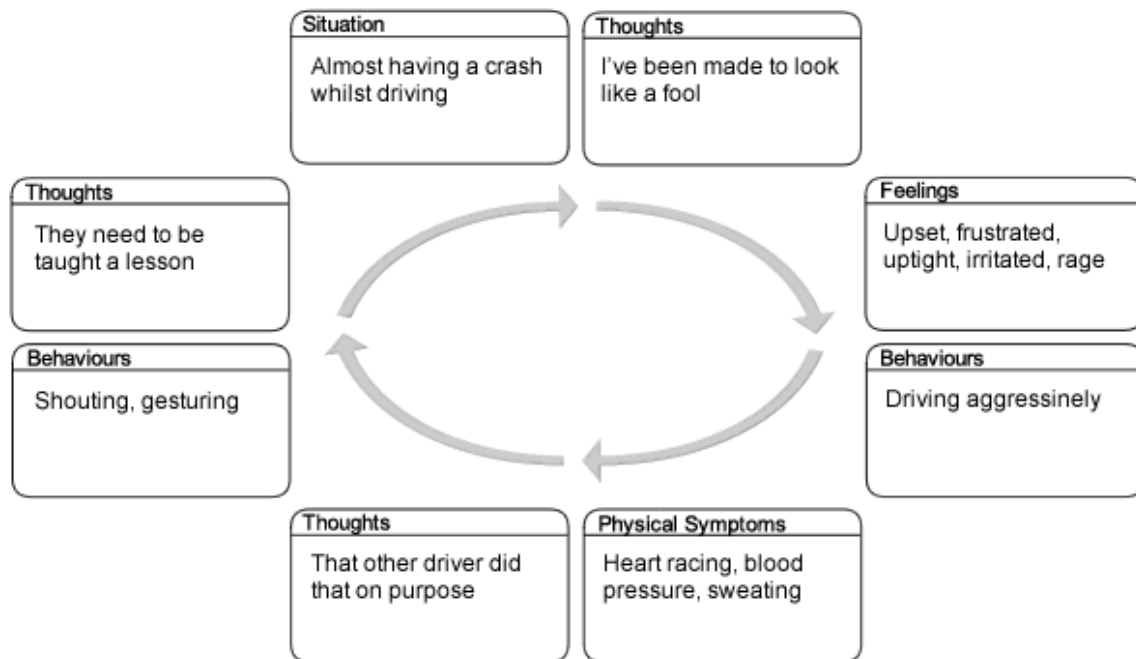 Situation
Almost having a crash
whilst driving
Thoughts
I've been made to look
like a fool
Feelings
Upset, frustrated,
uptight, irritated, rage
Behaviours
Driving aggressinely
Physical Symptoms
Heart racing, blood
pressure, sweating
Thoughts
That other driver did
that on purpose
Behaviours
Shouting, gesturing
Thoughts
They need to be
taught a lesson